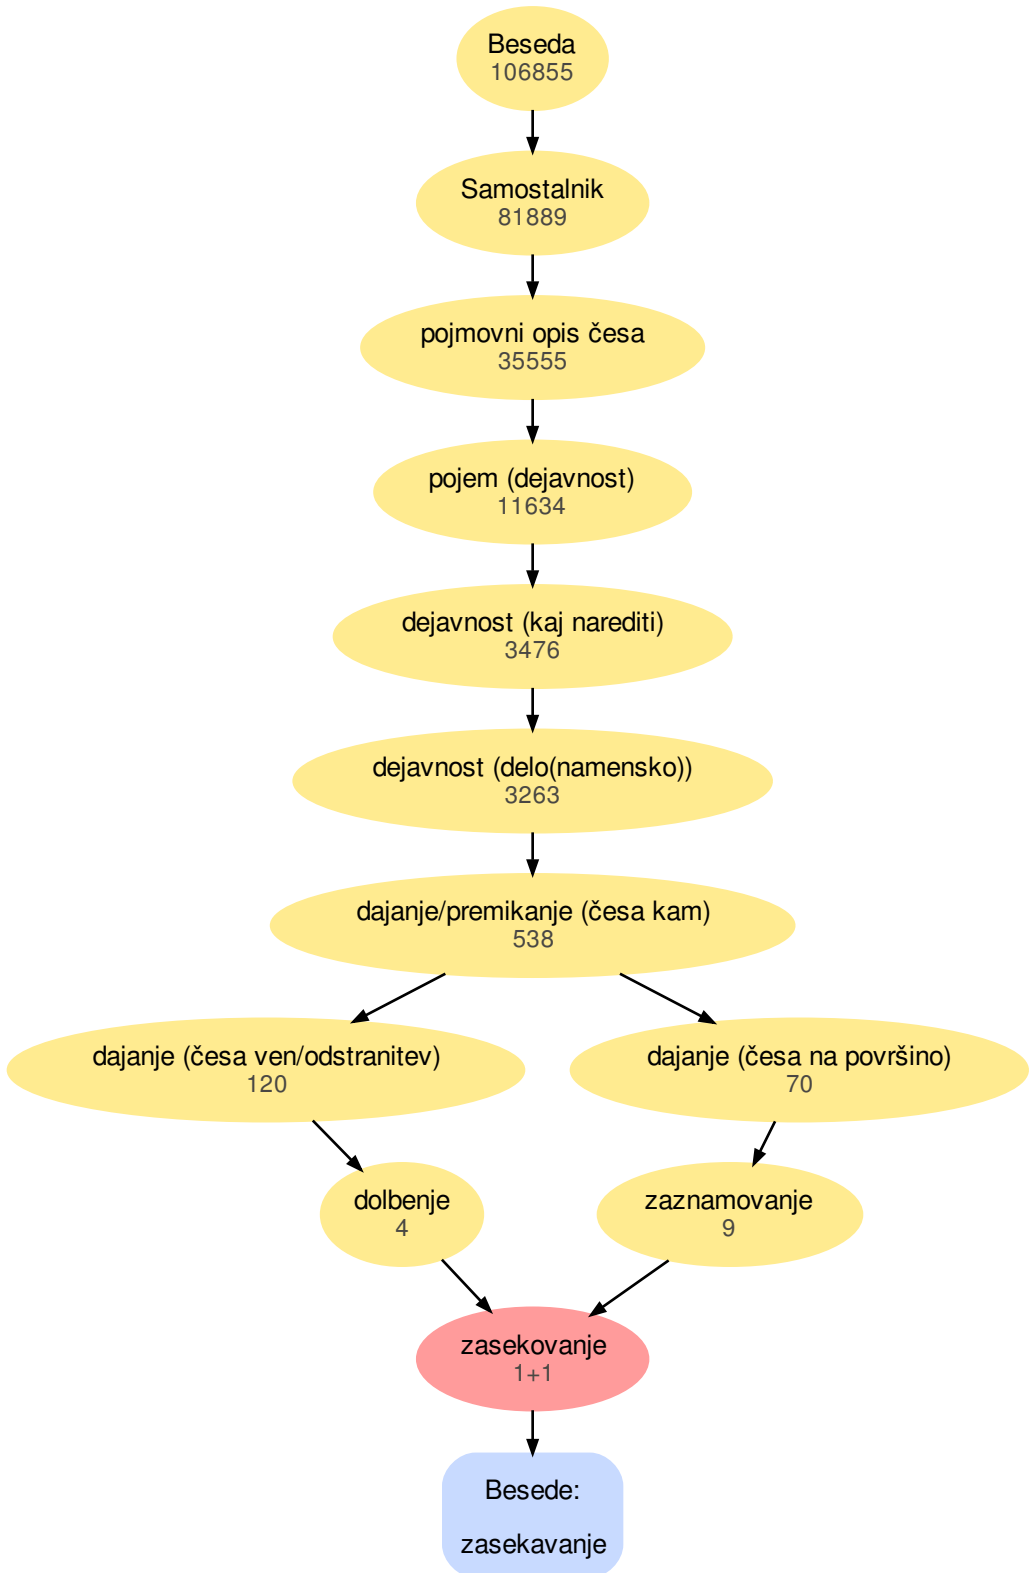 Beseda
106855
Samostalnik
81889
pojmovni opis česa
35555
pojem (dejavnost)
11634
dejavnost (kaj narediti)
3476
dejavnost (delo(namensko))
3263
dajanje/premikanje (česa kam)
538
dajanje (česa ven/odstranitev)
120
dajanje (česa na površino)
70
dolbenje
4
zaznamovanje
9
zasekovanje
1+1
Besede:
zasekavanje